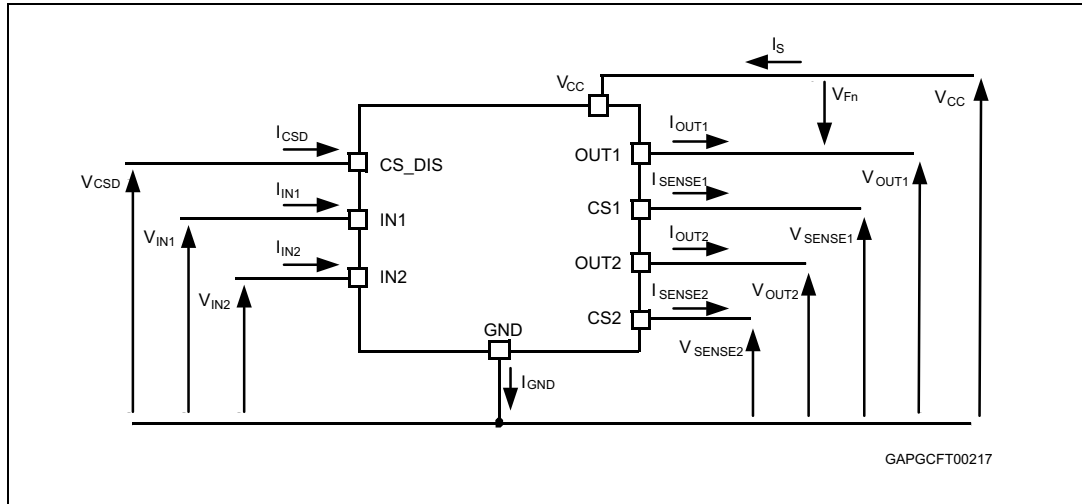 I_S
V_CC
V_Fn
V_CC
I_CSD
I_OUT1
CS_DIS
OUT1
V_CSD
I_IN1
I_SENSE1
V_OUT1
IN1
CS1
V_IN1
I_IN2
I_OUT2
V_SENSE1
IN2
OUT2
V_IN2
I_SENSE2
V_OUT2
CS2
GND
V_SENSE2
I_GND
GAPGCFT00217